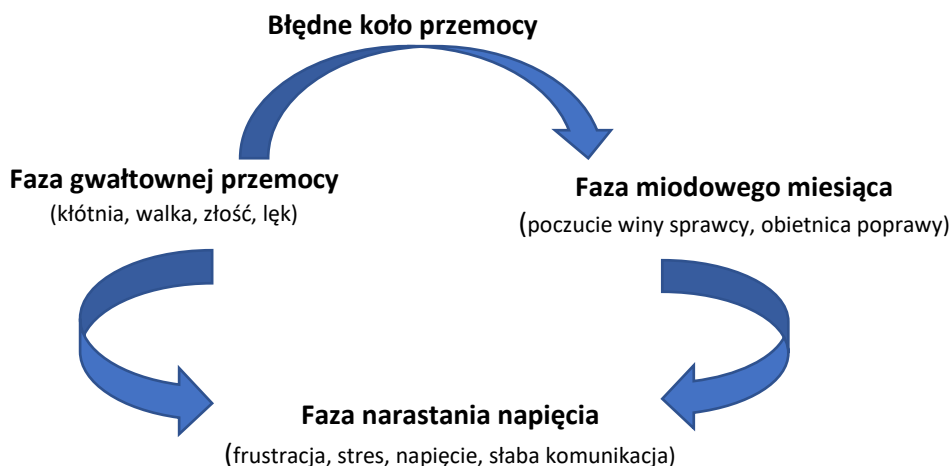 Błędne koło przemocy
Faza gwałtownej przemocy
(kłótnia, walka, złość, lęk)
Faza miodowego miesiąca
(poczucie winy sprawcy, obietnica poprawy)
Faza narastania napięcia
(frustracja, stres, napięcie, słaba komunikacja)